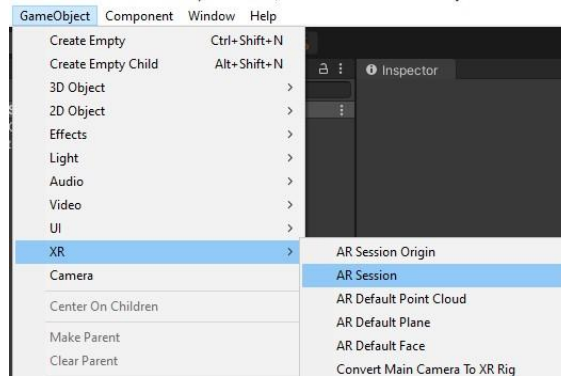 GameObject Component Window Help
Create Empty Ctrl+Shift+N
Create Empty Child Alt+Shift+N
3D Object
2D Object
Effects
Light
Audio
Video
UI
XR
Camera
Center On Children
Make Parent
Clear Parent
Inspector
AR Session Origin
AR Session
AR Default Point Cloud
AR Default Plane
AR Default Face
Convert Main Camera To XR Rig